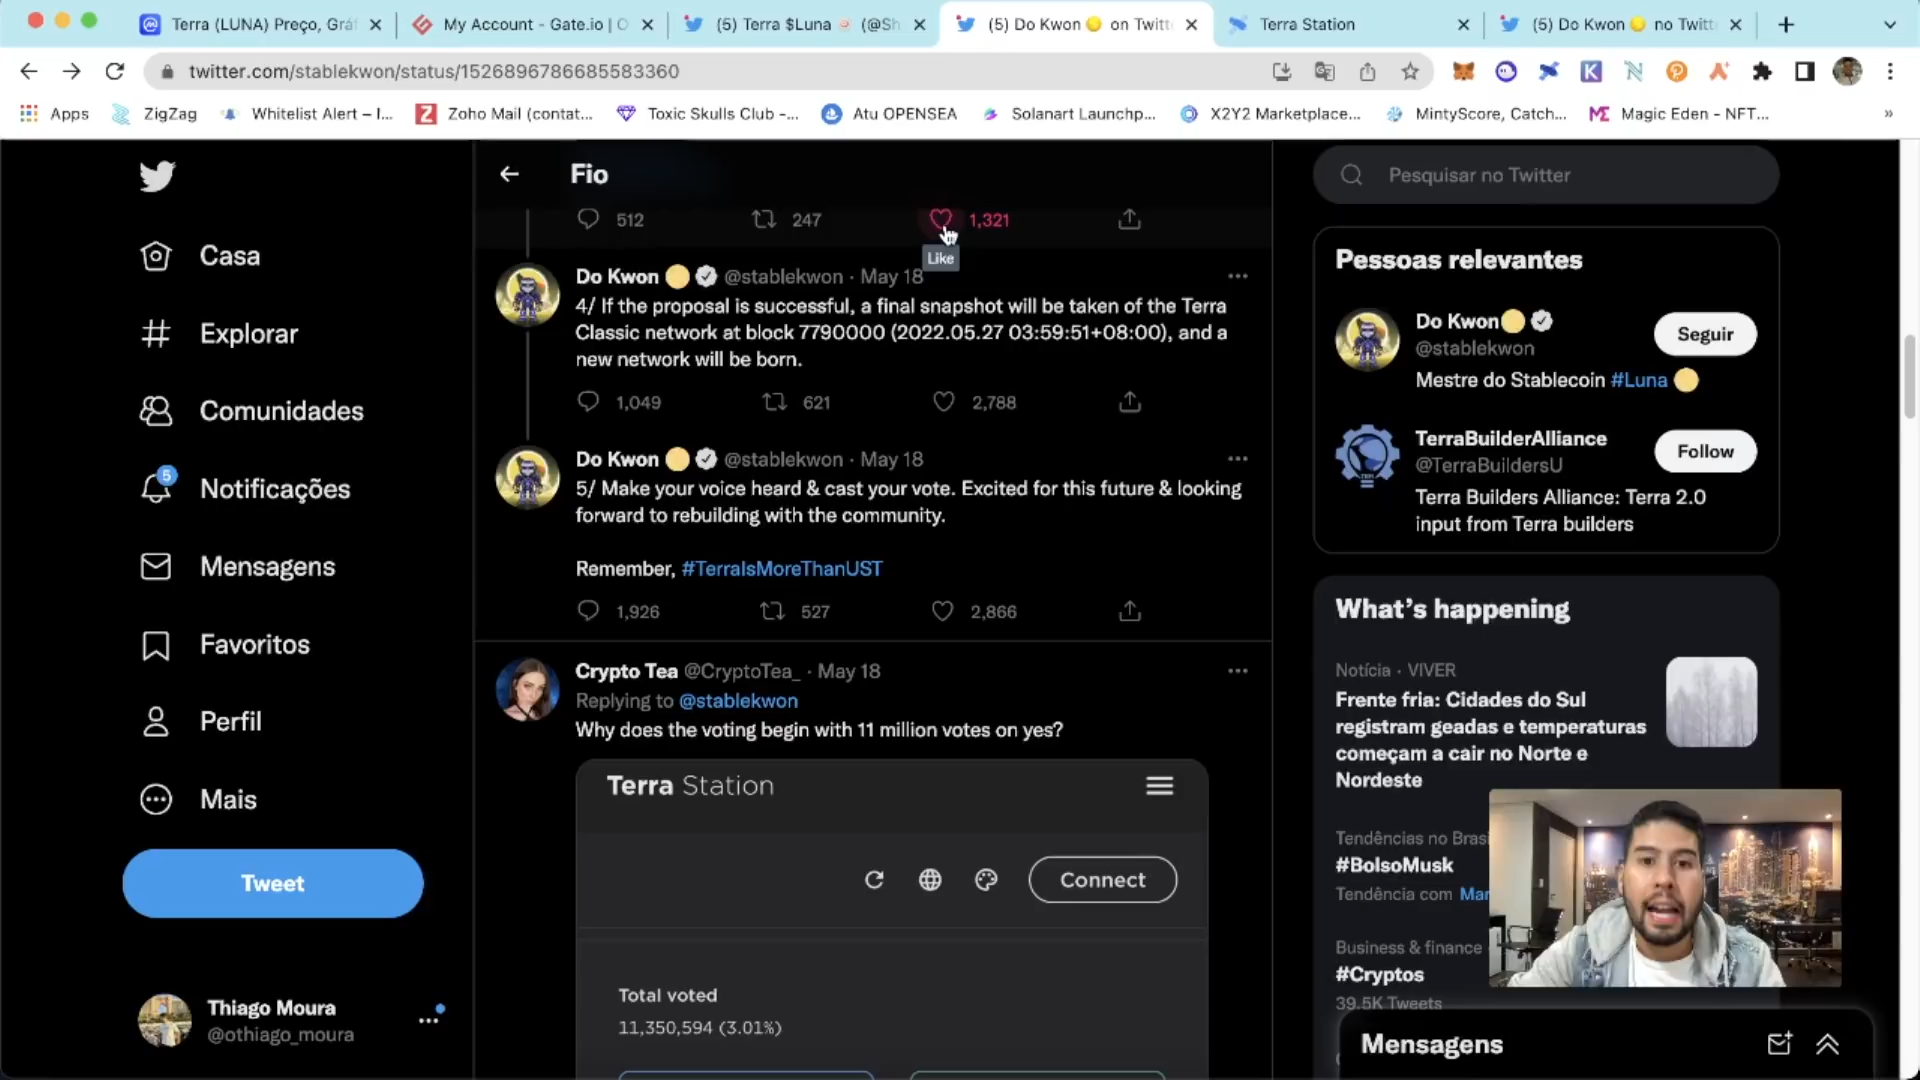 Terra (LUNA) Preço, Grá
My Account - Gate.io | O
(5) Terra $Luna (@Sh
(5) Do Kwon on Twitt
Terra Station
(5) Do Kwon no Twitt
twitter.com/stablekwon/status/1526896786685583360
Apps
ZigZag
Whitelist Alert – I...
Zoho Mail (contat...
Toxic Skulls Club -...
Atu OPENSEA
Solanart Launchp...
X2Y2 Marketplace...
MintyScore, Catch...
Magic Eden - NFT...
»
Casa
Explorar
Comunidades
5
Notificações
Mensagens
Favoritos
Perfil
Mais
Tweet
Thiago Moura
@othiago_moura
Fio
512 247 1,321
Like
Do Kwon @stablekwon · May 18
4/ If the proposal is successful, a final snapshot will be taken of the Terra
Classic network at block 7790000 (2022.05.27 03:59:51+08:00), and a
new network will be born.
1,049 621 2,788
Do Kwon @stablekwon · May 18
5/ Make your voice heard & cast your vote. Excited for this future & looking
forward to rebuilding with the community.
Remember, #TerraIsMoreThanUST
1,926 527 2,866
Crypto Tea @CryptoTea_ · May 18
Replying to @stablekwon
Why does the voting begin with 11 million votes on yes?
Terra Station
Connect
Total voted
11,350,594 (3.01%)
Pesquisar no Twitter
Pessoas relevantes
Do Kwon
@stablekwon
Seguir
Mestre do Stablecoin #Luna
TerraBuilderAlliance
@TerraBuildersU
Follow
Terra Builders Alliance: Terra 2.0
input from Terra builders
What's happening
Notícia · VIVER
Frente fria: Cidades do Sul
registram geadas e temperaturas
começam a cair no Norte e
Nordeste
Tendências no Brasi
#BolsoMusk
Tendência com Mar
Business & finance
#Cryptos
39.5K Tweets
Mensagens